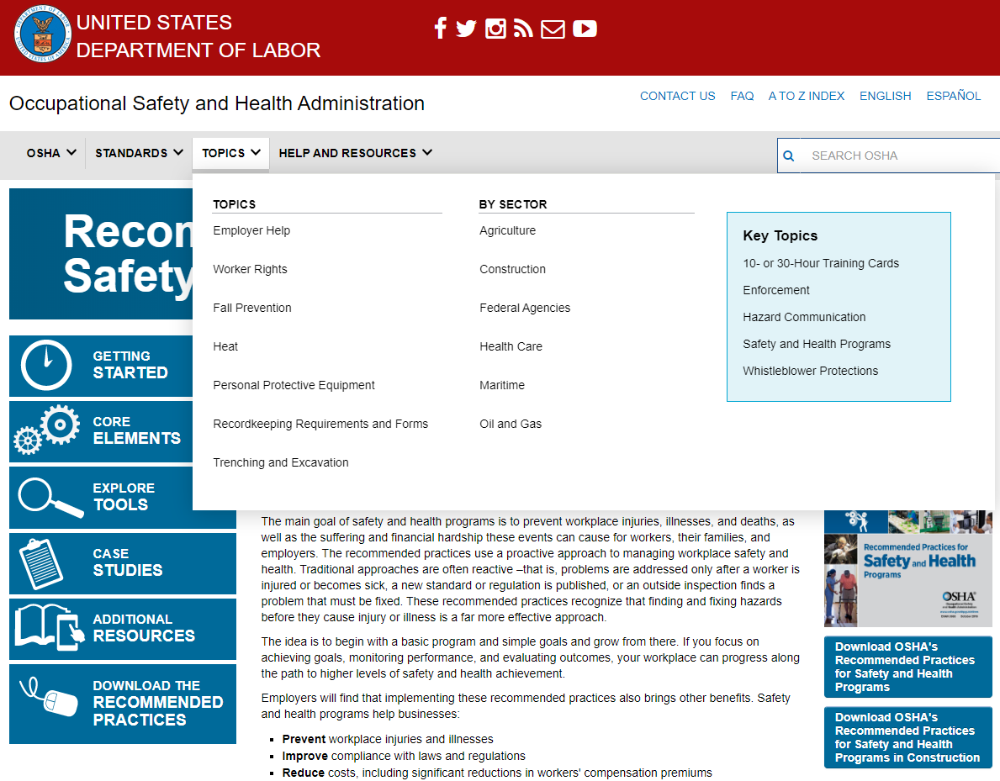 UNITED STATES
DEPARTMENT OF LABOR
Occupational Safety and Health Administration
CONTACT US FAQ A TO Z INDEX ENGLISH ESPAÑOL
OSHA STANDARDS TOPICS HELP AND RESOURCES
SEARCH OSHA
Recom
Safety
TOPICS
Employer Help
Worker Rights
Fall Prevention
Heat
Personal Protective Equipment
Recordkeeping Requirements and Forms
Trenching and Excavation
BY SECTOR
Agriculture
Construction
Federal Agencies
Health Care
Maritime
Oil and Gas
Key Topics
10- or 30-Hour Training Cards
Enforcement
Hazard Communication
Safety and Health Programs
Whistleblower Protections
GETTING
STARTED
CORE
ELEMENTS
EXPLORE
TOOLS
CASE
STUDIES
ADDITIONAL
RESOURCES
DOWNLOAD THE
RECOMMENDED
PRACTICES
The main goal of safety and health programs is to prevent workplace injuries, illnesses, and deaths, as
well as the suffering and financial hardship these events can cause for workers, their families, and
employers. The recommended practices use a proactive approach to managing workplace safety and
health. Traditional approaches are often reactive –that is, problems are addressed only after a worker is
injured or becomes sick, a new standard or regulation is published, or an outside inspection finds a
problem that must be fixed. These recommended practices recognize that finding and fixing hazards
before they cause injury or illness is a far more effective approach.
The idea is to begin with a basic program and simple goals and grow from there. If you focus on
achieving goals, monitoring performance, and evaluating outcomes, your workplace can progress along
the path to higher levels of safety and health achievement.
Employers will find that implementing these recommended practices also brings other benefits. Safety
and health programs help businesses:
Prevent workplace injuries and illnesses
Improve compliance with laws and regulations
Reduce costs, including significant reductions in workers' compensation premiums
Recommended Practices for
Safety and Health
Programs
OSHA
Download OSHA's
Recommended Practices
for Safety and Health
Programs
Download OSHA's
Recommended Practices
for Safety and Health
Programs in Construction